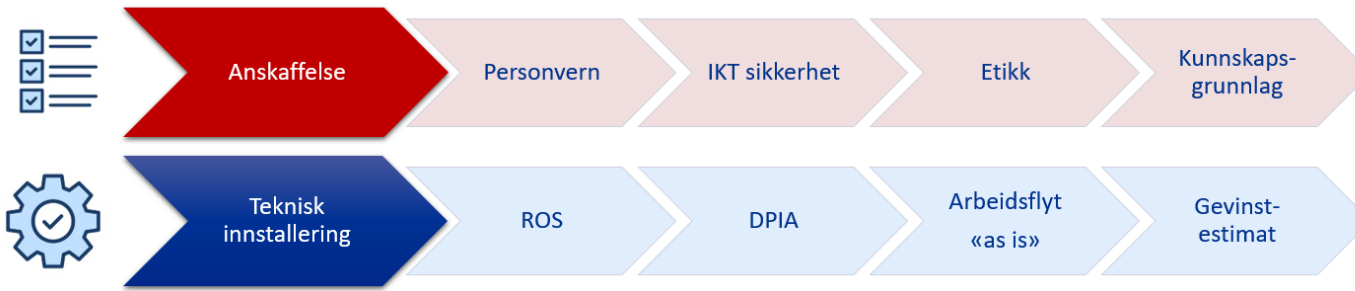 Anskaffelse
Personvern
IKT sikkerhet
Etikk
Kunnskaps-
grunnlag
Teknisk
innstallering
ROS
DPIA
Arbeidsflyt
«as is»
Gevinst-
estimat